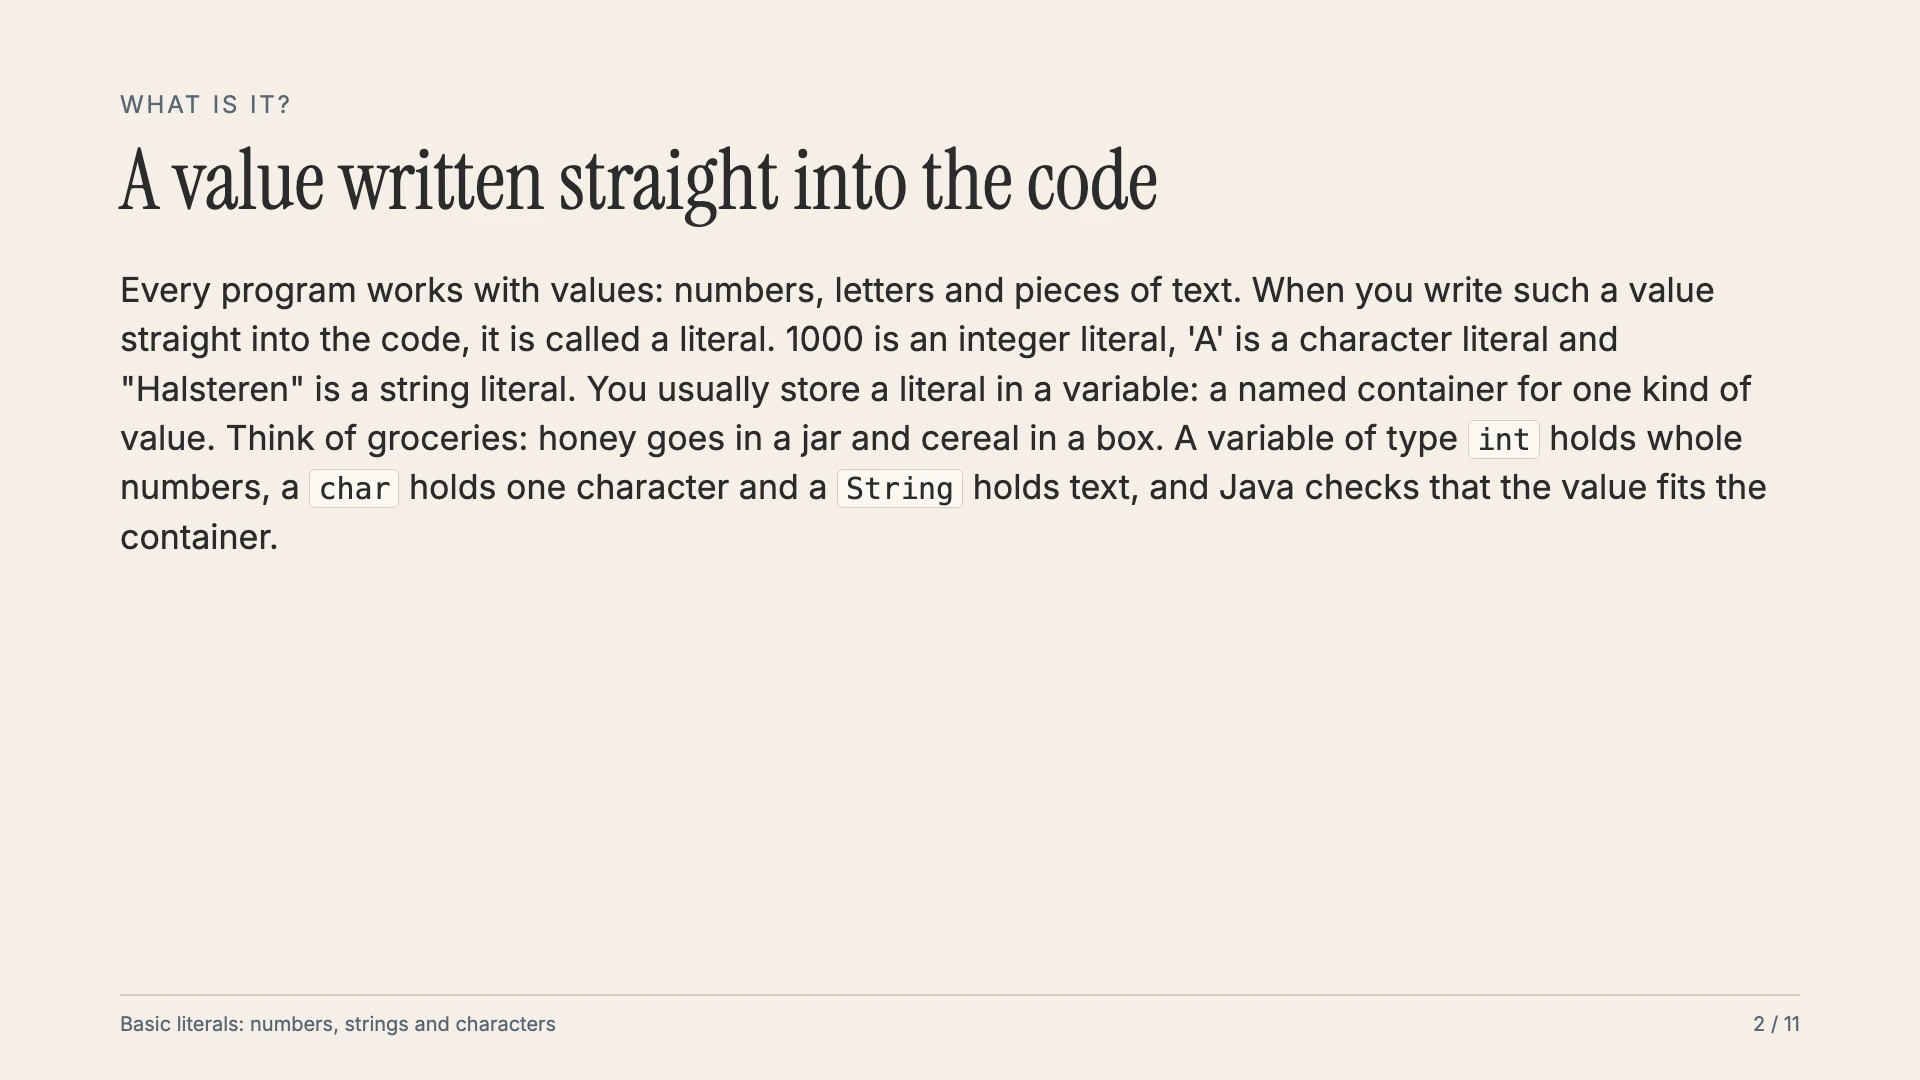 WHAT IS IT?
A value written straight into the code
Every program works with values: numbers, letters and pieces of text. When you write such a value
straight into the code, it is called a literal. 1000 is an integer literal, 'A' is a character literal and
"Halsteren" is a string literal. You usually store a literal in a variable: a named container for one kind of
value. Think of groceries: honey goes in a jar and cereal in a box. A variable of type int holds whole
numbers, a char holds one character and a String holds text, and Java checks that the value fits the
container.
Basic literals: numbers, strings and characters
2 / 11